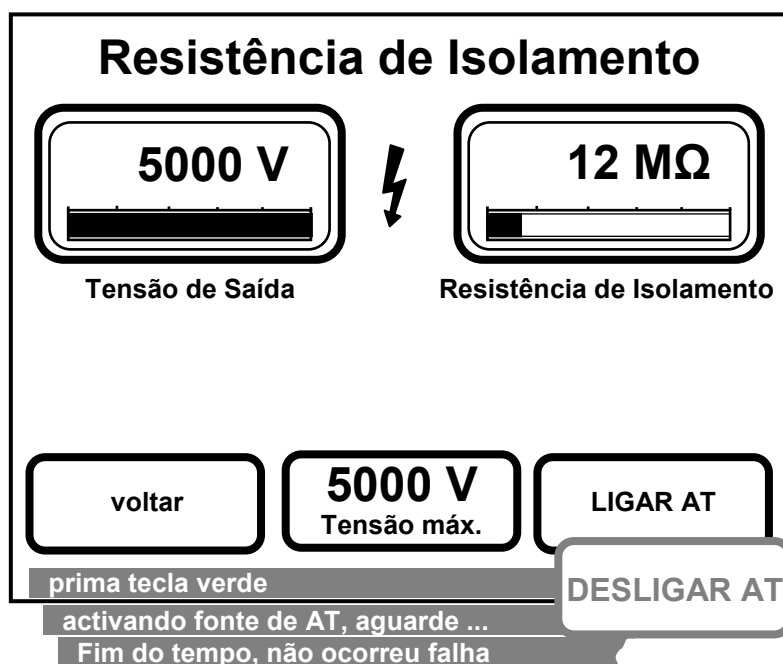 Resistência de Isolamento
5000 V
12 MΩ
Tensão de Saída
Resistência de Isolamento
voltar
5000 V
Tensão máx.
LIGAR AT
DESLIGAR AT
prima tecla verde
activando fonte de AT, aguarde ...
Fim do tempo, não ocorreu falha